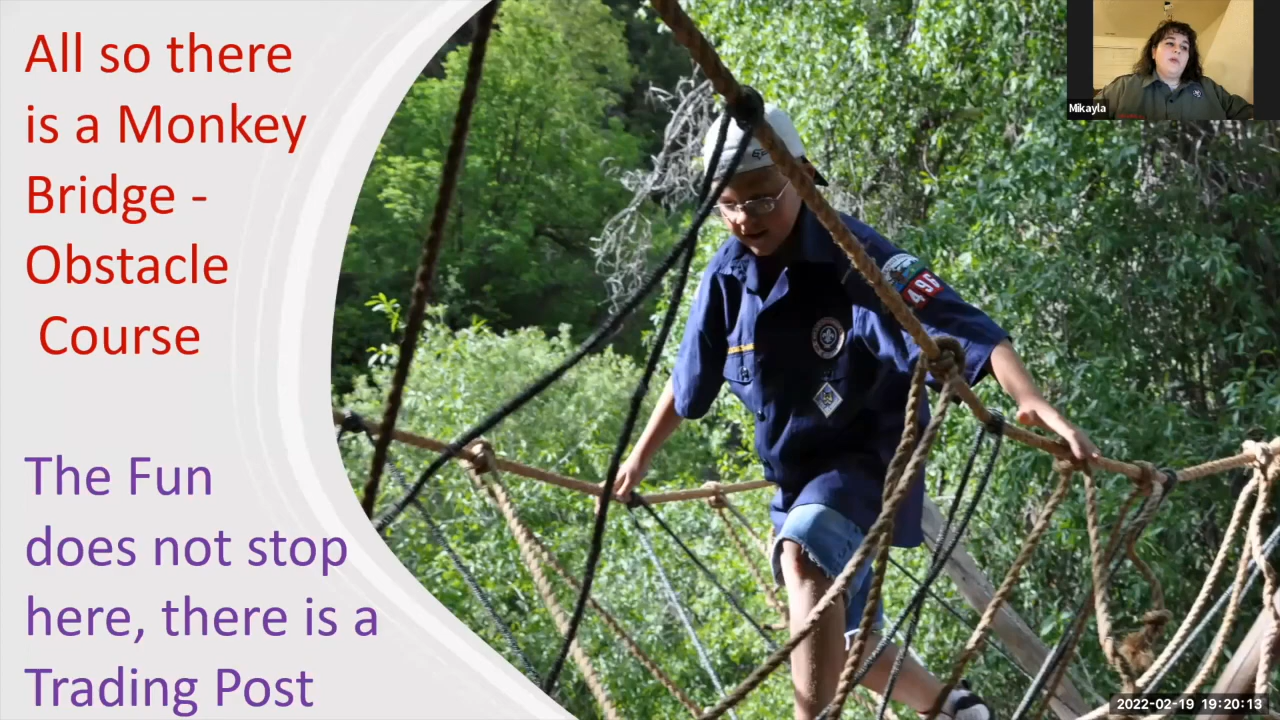 All so there
is a Monkey
Bridge -
Obstacle
Course
The Fun
does not stop
here, there is a
Trading Post
Mikayla
496
2022-02-19 19:20:13